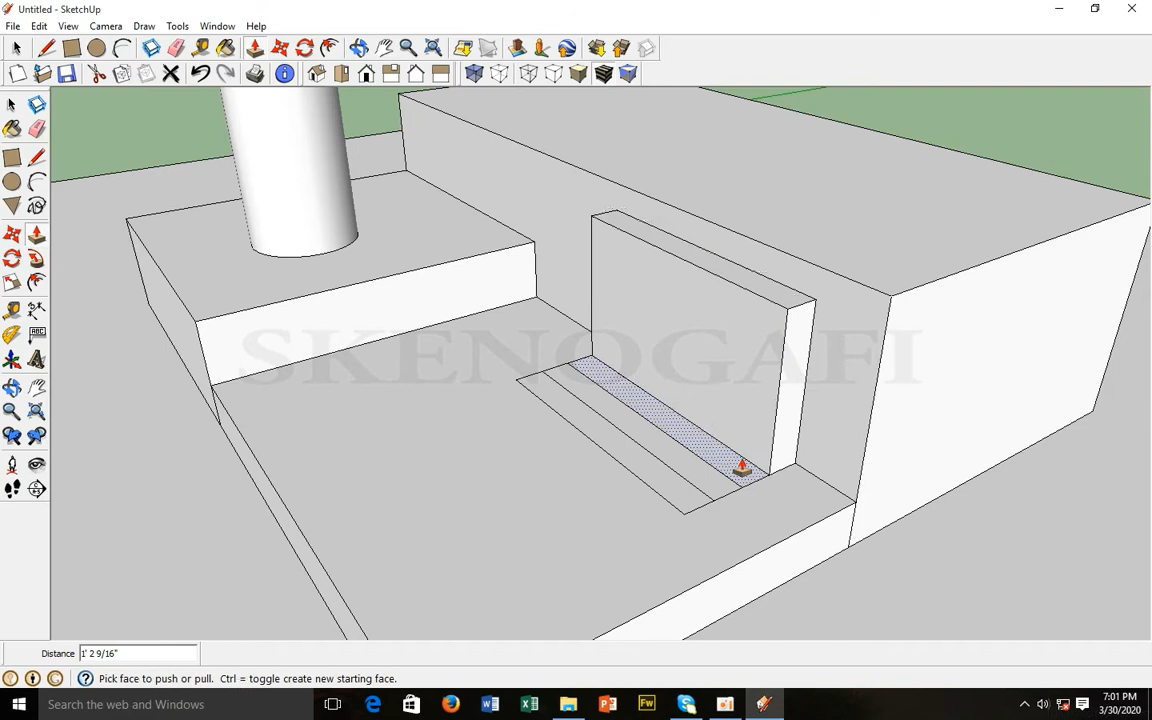 Untitled - SketchUp
File Edit View Camera Draw Tools Window Help
ABC
SKENOGAFI
Distance 1' 2 9/16"
Pick face to push or pull. Ctrl = toggle create new starting face.
Search the web and Windows
Fw
7:01 PM
3/30/2020